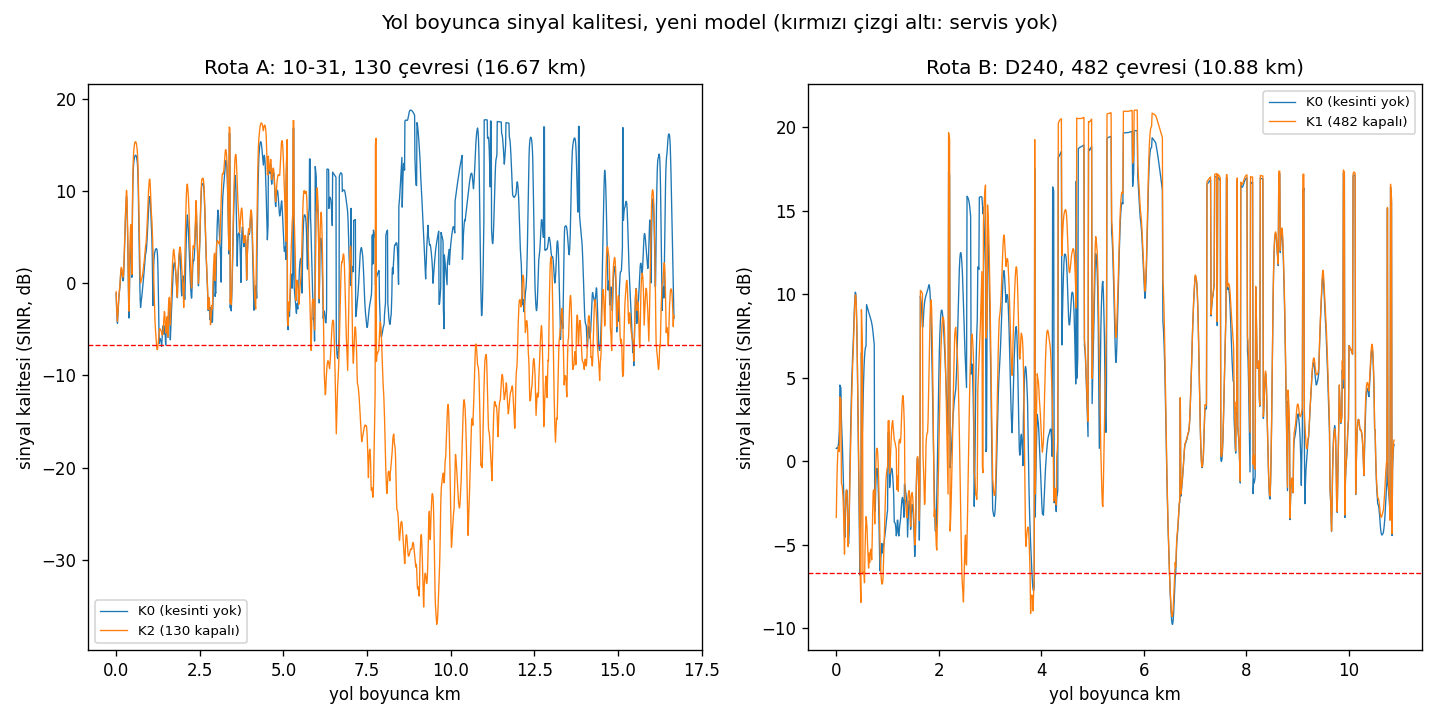 Yol boyunca sinyal kalitesi, yeni model (kırmızı çizgi altı: servis yok)
Rota A: 10-31, 130 çevresi (16.67 km)
20
10
0
−10
−20
−30
sinyal kalitesi (SINR, dB)
K0 (kesinti yok)
K2 (130 kapalı)
0.0 2.5 5.0 7.5 10.0 12.5 15.0 17.5
yol boyunca km
Rota B: D240, 482 çevresi (10.88 km)
K0 (kesinti yok)
K1 (482 kapalı)
20
15
10
5
0
−5
−10
sinyal kalitesi (SINR, dB)
0 2 4 6 8 10
yol boyunca km